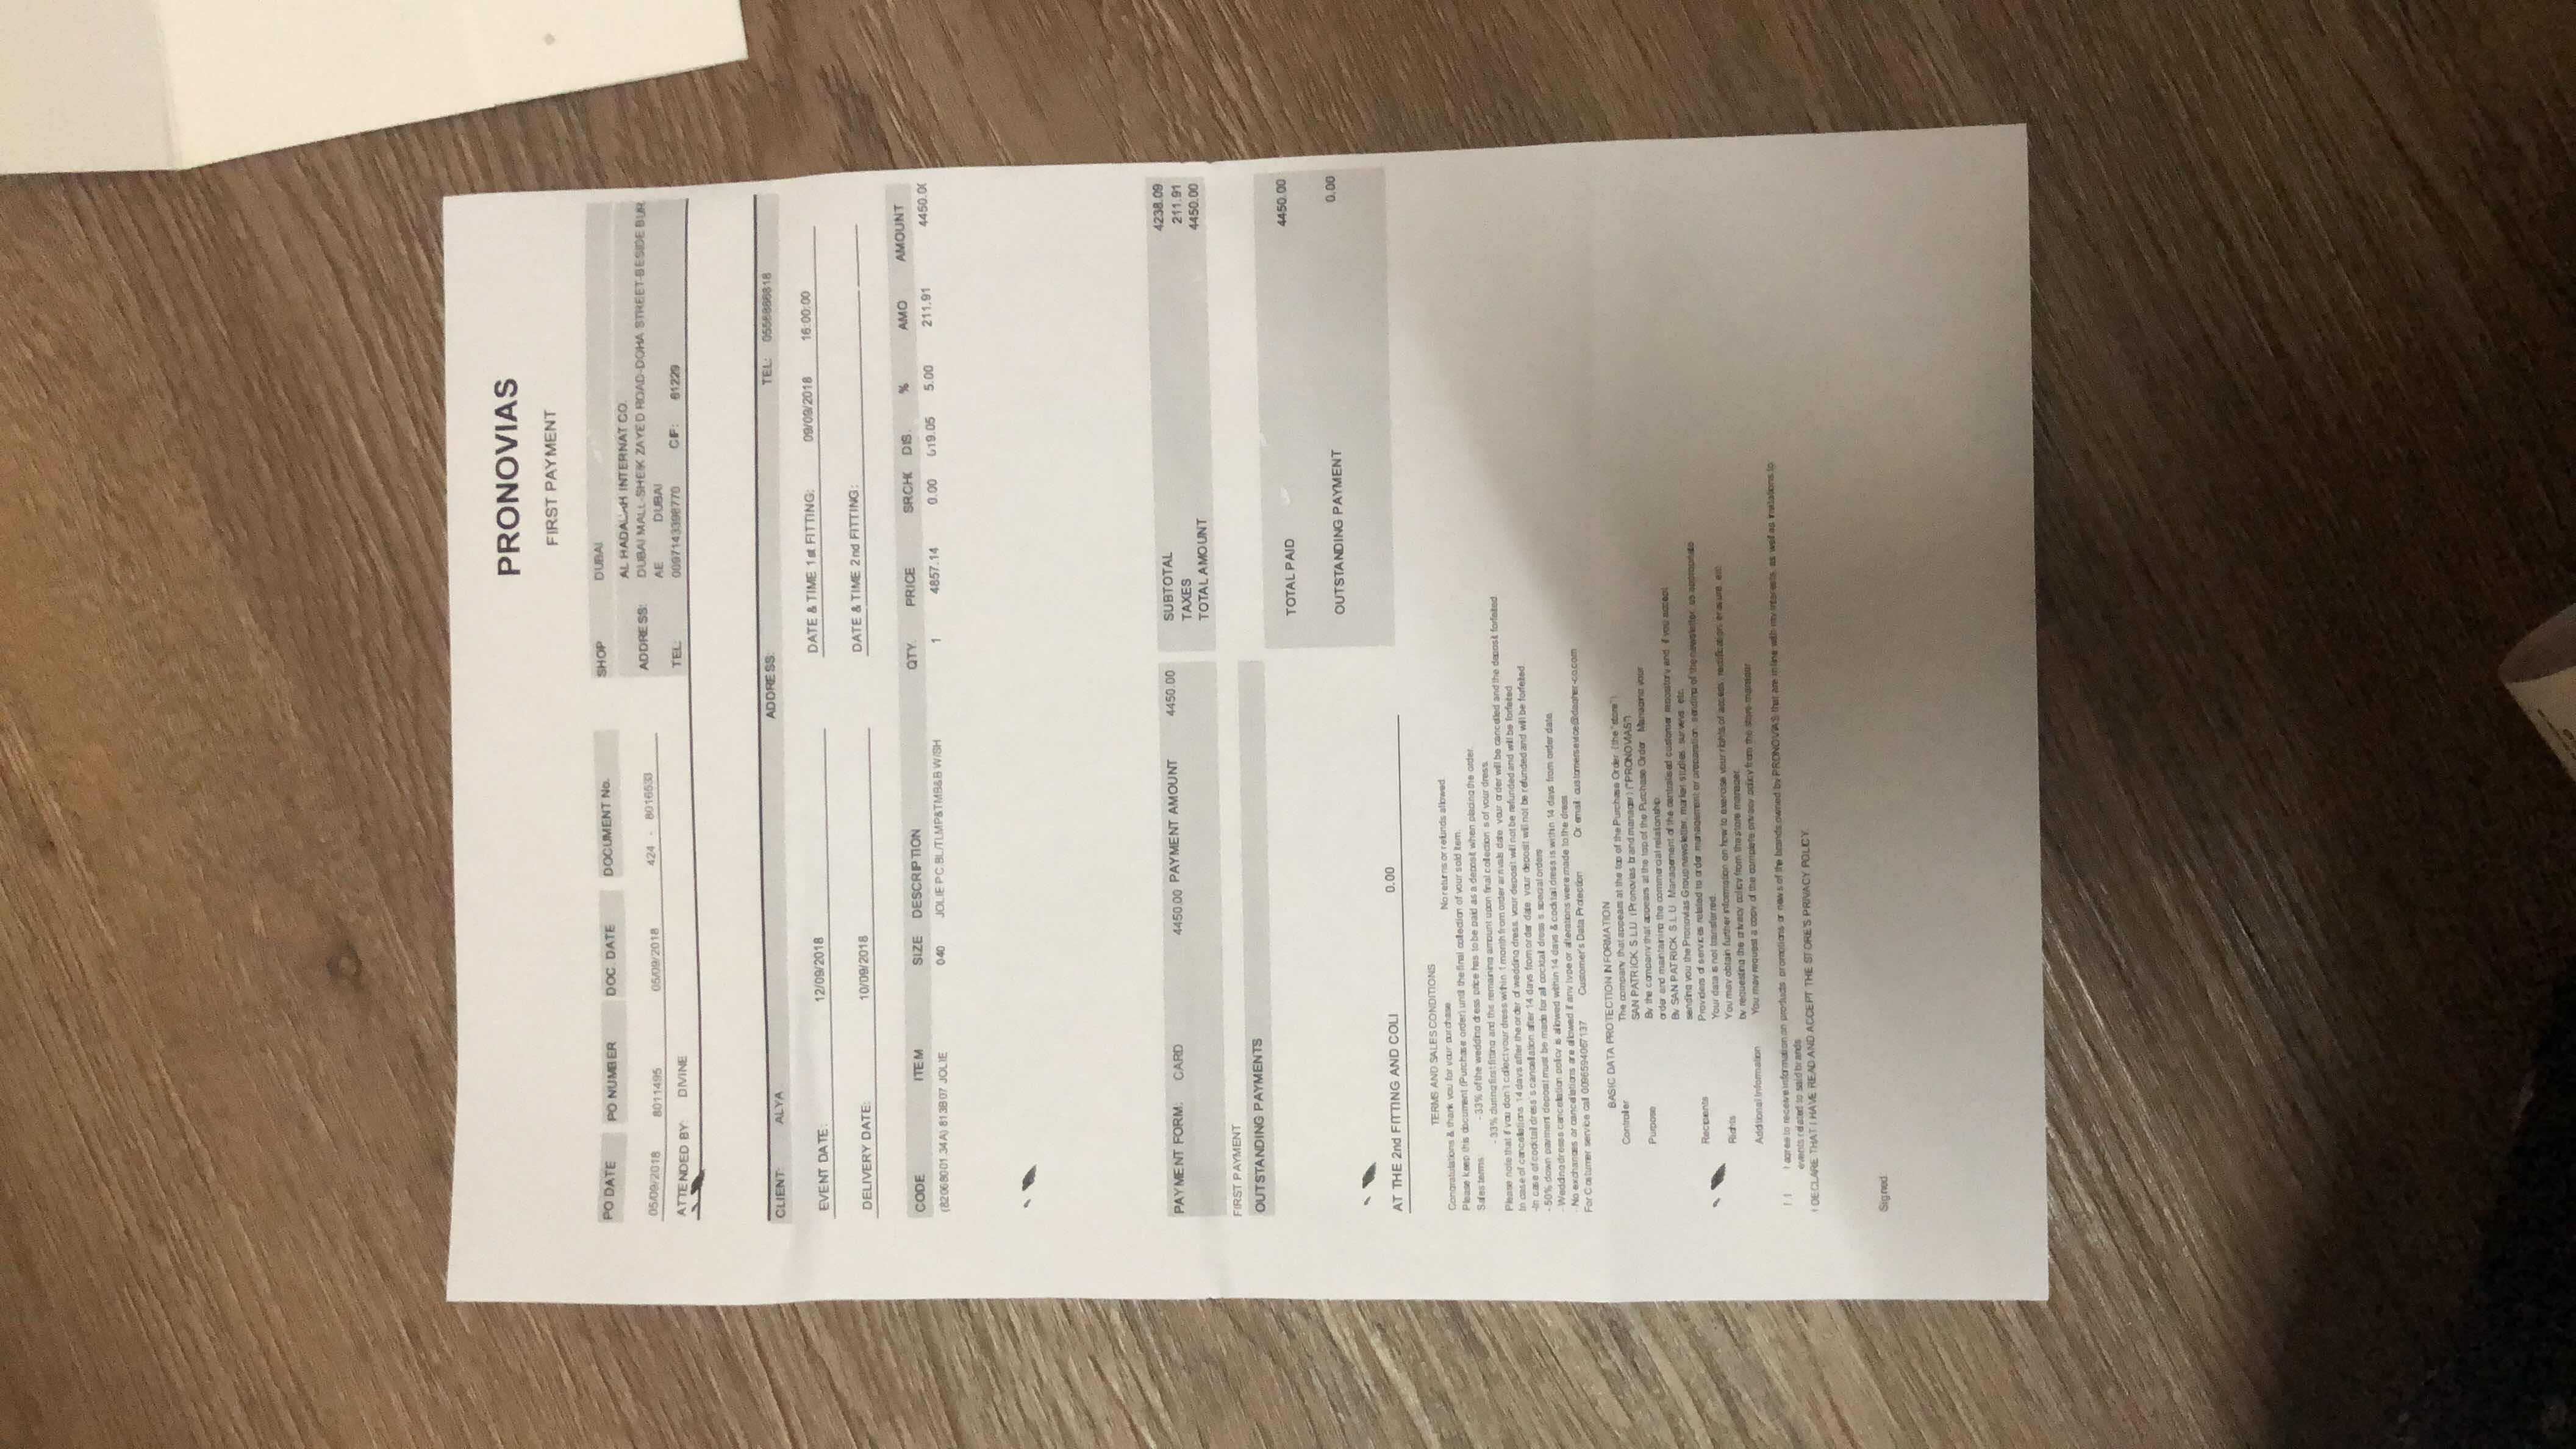 PRONOVIAS
FIRST PAYMENT
PO DATE PO NUMBER DOC. DATE DOCUMENT No.
05/09/2018 8011495 05/09/2018 424 - 8016533
ATTENDED BY: DIVINE
SHOP DUBAI
ADDRESS: AL INTERNAT CO.
DUBAI MALL-SHEIK ZAYED ROAD-DOHA STREET-BESIDE BUR
AE DUBAI
TEL: 0097143398770 CIF: 61229
CLIENT: ALYA ADDRESS: TEL:
EVENT DATE: 12/09/2018 DATE & TIME 1st FITTING: 09/09/2018 16:00:00
DELIVERY DATE: 10/09/2018 DATE & TIME 2nd FITTING:
CODE ITEM SIZE DESCRIPTION QTY. PRICE SRCH DIS. % AMO AMOUNT
(82068001.34A) 813B07 JOLIE 040 JOLIE PC.BL/TLMP&TMB&B W/SH 1 4857.14 0.00 619.05 5.00 211.91 4450.00
PAYMENT FORM: CARD 4450.00 PAYMENT AMOUNT 4450.00
SUBTOTAL 4238.09
TAXES 211.91
TOTAL AMOUNT 4450.00
FIRST PAYMENT
OUTSTANDING PAYMENTS
TOTAL PAID 4450.00
OUTSTANDING PAYMENT 0.00
AT THE 2nd FITTING AND COLI 0.00
TERMS AND SALES CONDITIONS
Congratulations & thank you for your purchase. No returns or refunds allowed.
Please keep this document (Purchase order) until the final collection of your sold item.
Sales terms: - 33% of the wedding dress price has to be paid as a deposit when placing the order.
- 33% during first fitting and the remaining amount upon final collection`s of your dress.
Please note that if you don`t collect your dress within 1 month from order arrivals date, your order will be cancelled and the deposit forfeited.
In case of cancelations 14 days after the order of wedding dress, your deposit will not be refunded and will be forfeited.
-In case of cocktail dress`s cancellation after 14 days from order date, your deposit will not be refunded and will be forfeited.
- 50% down payment deposit must be made for all cocktail dress`s special orders.
- Wedding dresses cancellation policy is allowed within 14 days & cocktail dress is within 14 days from order date.
- No exchanges or cancellations are allowed if any type or alterations were made to the dress.
For Costumer service call 0096594067137 Customer's Data Protection Or email: customersevice@daoher-co.com
BASIC DATA PROTECTION INFORMATION
Controller The company that appears at the top of the Purchase Order (the "store")
SAN PATRICK, S.L.U. (Pronovias brand manager) ("PRONOVIAS")
Purpose By the company that appears at the top of the Purchase Order: Managing your
order and maintaining the commercial relationship.
By SAN PATRICK, S.L.U: Management of the centralised customer repository and, if you accept,
sending you the Pronovias Group newsletter, market studies, surveys, etc.
Recipients Providers of services related to order management or preparation, sending of the newsletter, as appropriate.
Your data is not transferred.
Rights You may obtain further information on how to exercise your rights of access, rectification, erasure, etc.
by requesting the privacy policy from the store manager.
Additional Information You may request a copy of the complete privacy policy from the store manager
[ ] I agree to receive information on products, promotions or news of the brands owned by PRONOVIAS that are in line with my interests, as well as invitations to
events related to said brands.
I DECLARE THAT I HAVE READ AND ACCEPT THE STORE'S PRIVACY POLICY.
Signed: